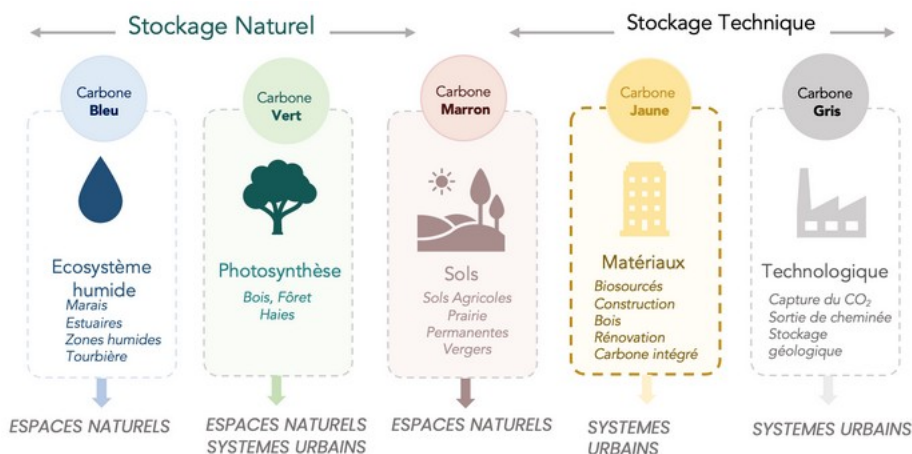 Stockage Naturel
Stockage Technique
Carbone
Bleu
Ecosystème
humide
Marais
Estuaires
Zones humides
Tourbière
ESPACES NATURELS
Carbone
Vert
Photosynthèse
Bois, Fôret
Haies
ESPACES NATURELS
SYSTEMES URBAINS
Carbone
Marron
Sols
Sols Agricoles
Prairie
Permanentes
Vergers
ESPACES NATURELS
Carbone
Jaune
Matériaux
Biosourcés
Construction
Bois
Rénovation
Carbone intégré
SYSTEMES
URBAINS
Carbone
Gris
Technologique
Capture du CO₂
Sortie de cheminée
Stockage
géologique
SYSTEMES URBAINS